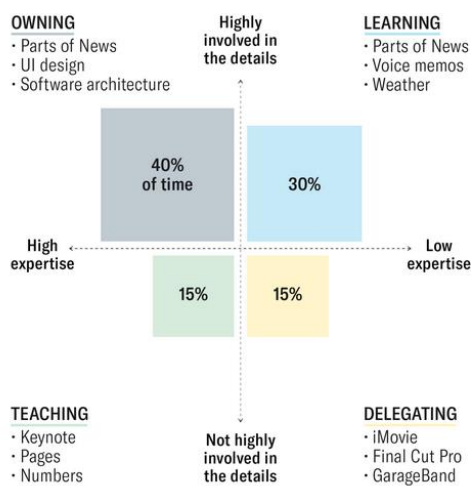 OWNING
· Parts of News
· UI design
· Software architecture
Highly
involved in
the details
LEARNING
· Parts of News
· Voice memos
· Weather
40%
of time
30%
High
expertise
Low
expertise
15%
15%
TEACHING
· Keynote
· Pages
· Numbers
Not highly
involved in
the details
DELEGATING
· iMovie
· Final Cut Pro
· GarageBand